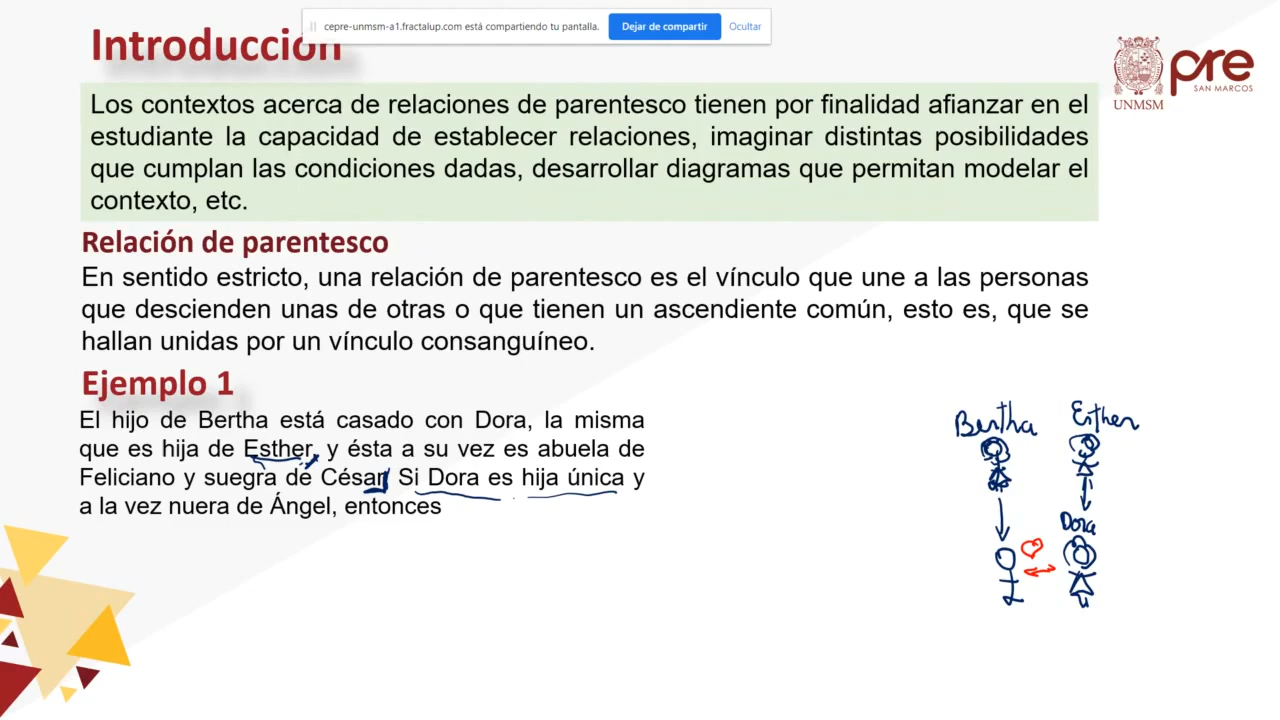 cepre-unmsm-a1.fractalup.com está compartiendo tu pantalla.
Dejar de compartir
Ocultar
Introducción
UNMSM
pre
SAN MARCOS
Los contextos acerca de relaciones de parentesco tienen por finalidad afianzar en el
estudiante la capacidad de establecer relaciones, imaginar distintas posibilidades
que cumplan las condiciones dadas, desarrollar diagramas que permitan modelar el
contexto, etc.
Relación de parentesco
En sentido estricto, una relación de parentesco es el vínculo que une a las personas
que descienden unas de otras o que tienen un ascendiente común, esto es, que se
hallan unidas por un vínculo consanguíneo.
Ejemplo 1
El hijo de Bertha está casado con Dora, la misma
que es hija de Esther, y ésta a su vez es abuela de
Feliciano y suegra de César. Si Dora es hija única y
a la vez nuera de Ángel, entonces
Bertha
Esther
Dora